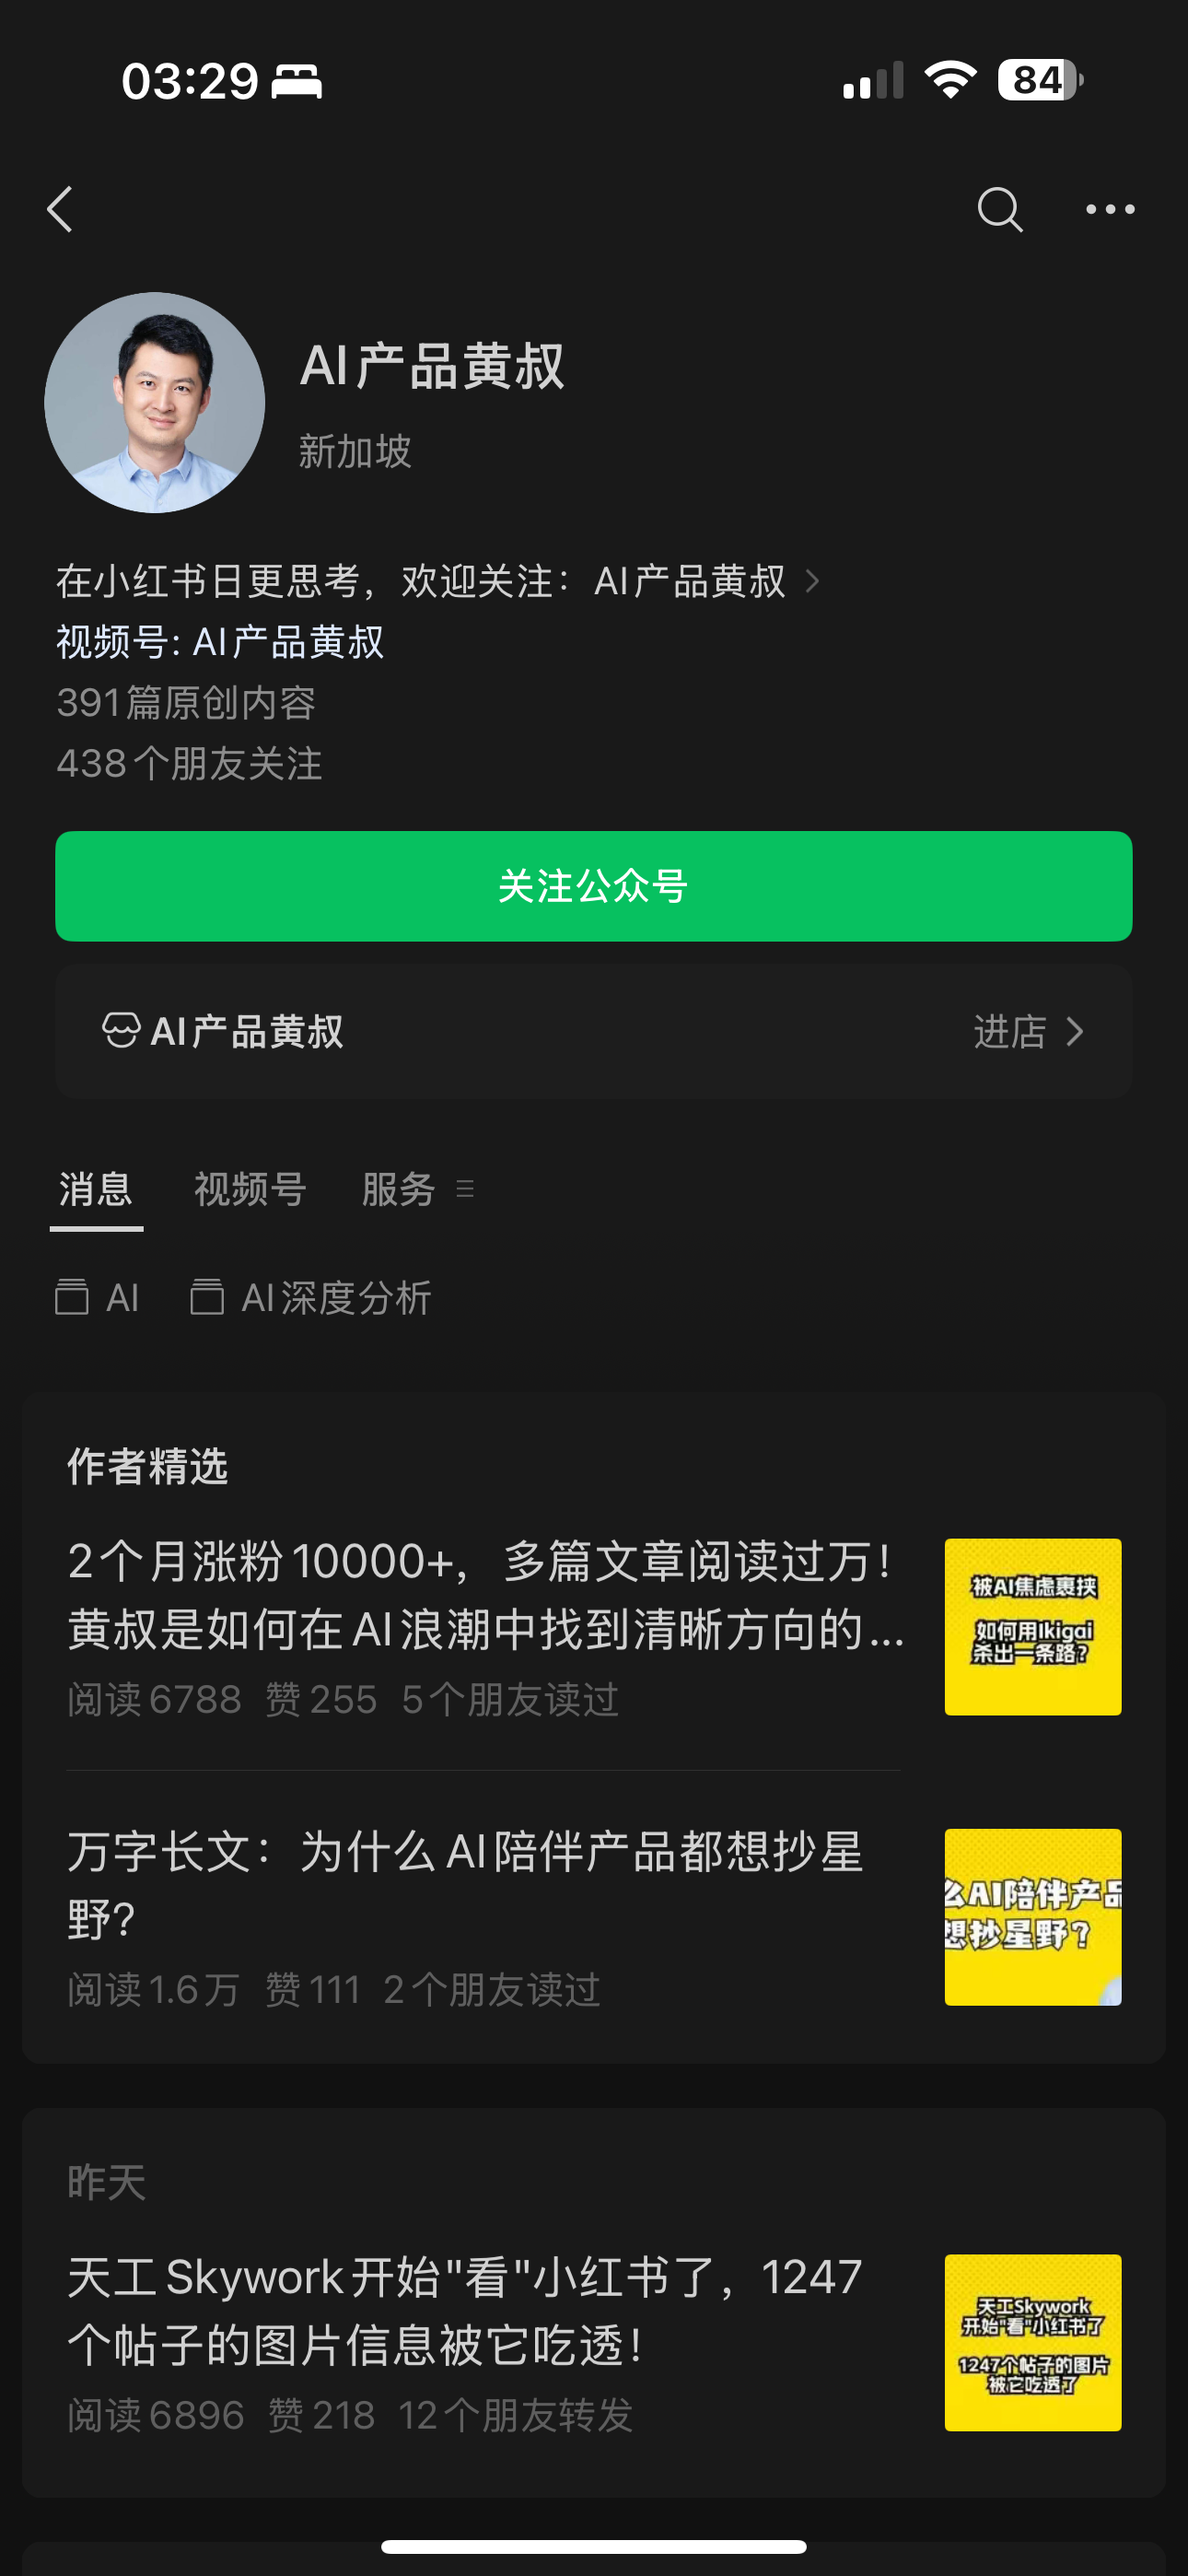 03:29
84
AI产品黄叔
新加坡
在小红书日更思考，欢迎关注：AI产品黄叔
视频号: AI产品黄叔
391篇原创内容
438个朋友关注
关注公众号
AI产品黄叔
进店
消息 视频号 服务
AI AI深度分析
作者精选
2个月涨粉10000+，多篇文章阅读过万！
黄叔是如何在AI浪潮中找到清晰方向的...
阅读6788 赞255 5个朋友读过
被AI焦虑裹挟
如何用Ikigai
杀出一条路？
万字长文：为什么AI陪伴产品都想抄星
野？
阅读1.6万 赞111 2个朋友读过
么AI陪伴产品
想抄星野？
昨天
天工Skywork开始"看"小红书了，1247
个帖子的图片信息被它吃透！
阅读6896 赞218 12个朋友转发
天工Skywork
开始"看"小红书了
1247个帖子的图片
被它吃透了